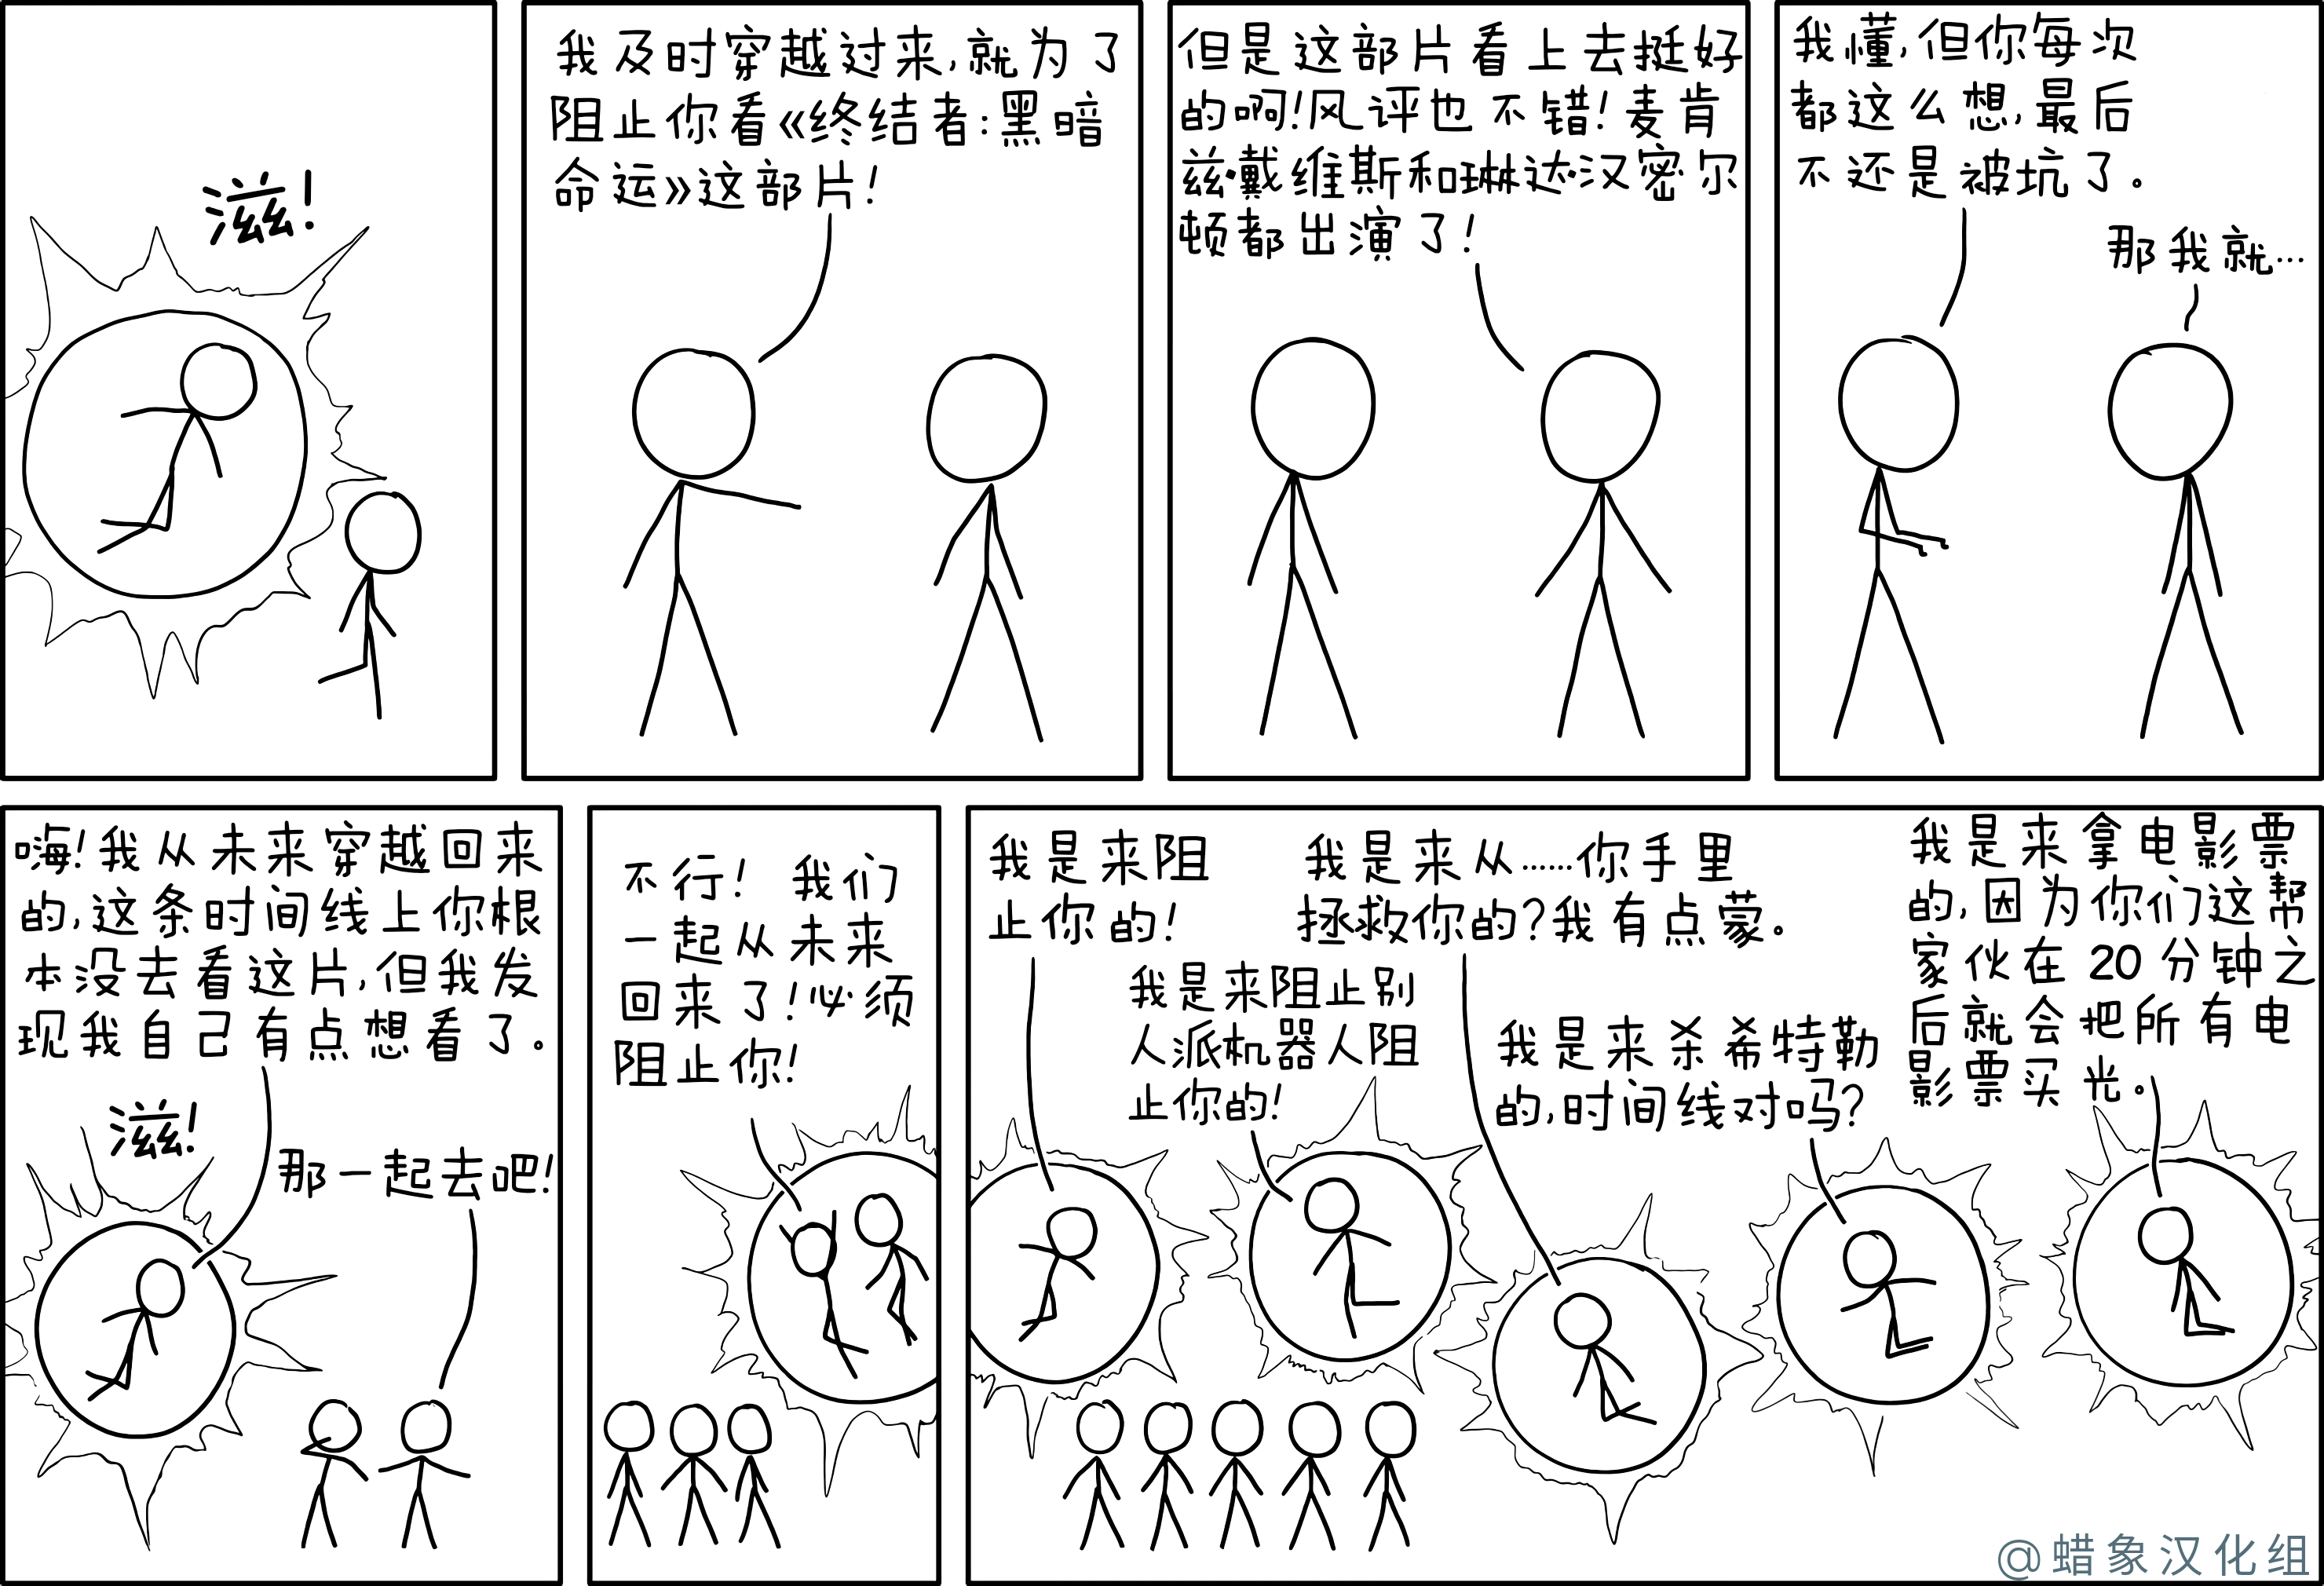 滋!
我及时穿越过来,就为了
阻止你看《终结者:黑暗
命运》这部片!
但是这部片看上去挺好
的啊!风评也不错!麦肯
兹·戴维斯和琳达·汉密尔
顿都出演了!
我懂,但你每次
都这么想,最后
不还是被坑了。
那我就…
嗨!我从未来穿越回来
的,这条时间线上你根
本没去看这片,但我发
现我自己有点想看了。
滋!
那一起去吧!
不行! 我们
一起从未来
回来了!必须
阻止你!
我是来阻
止你的!
我是来阻止别
人派机器人阻
止你的!
我是来从……你手里
拯救你的?我有点蒙。
我是来杀希特勒
的,时间线对吗?
我是来拿电影票
的,因为你们这帮
家伙在20分钟之
后就会把所有电
影票买光。
@蜡象汉化组